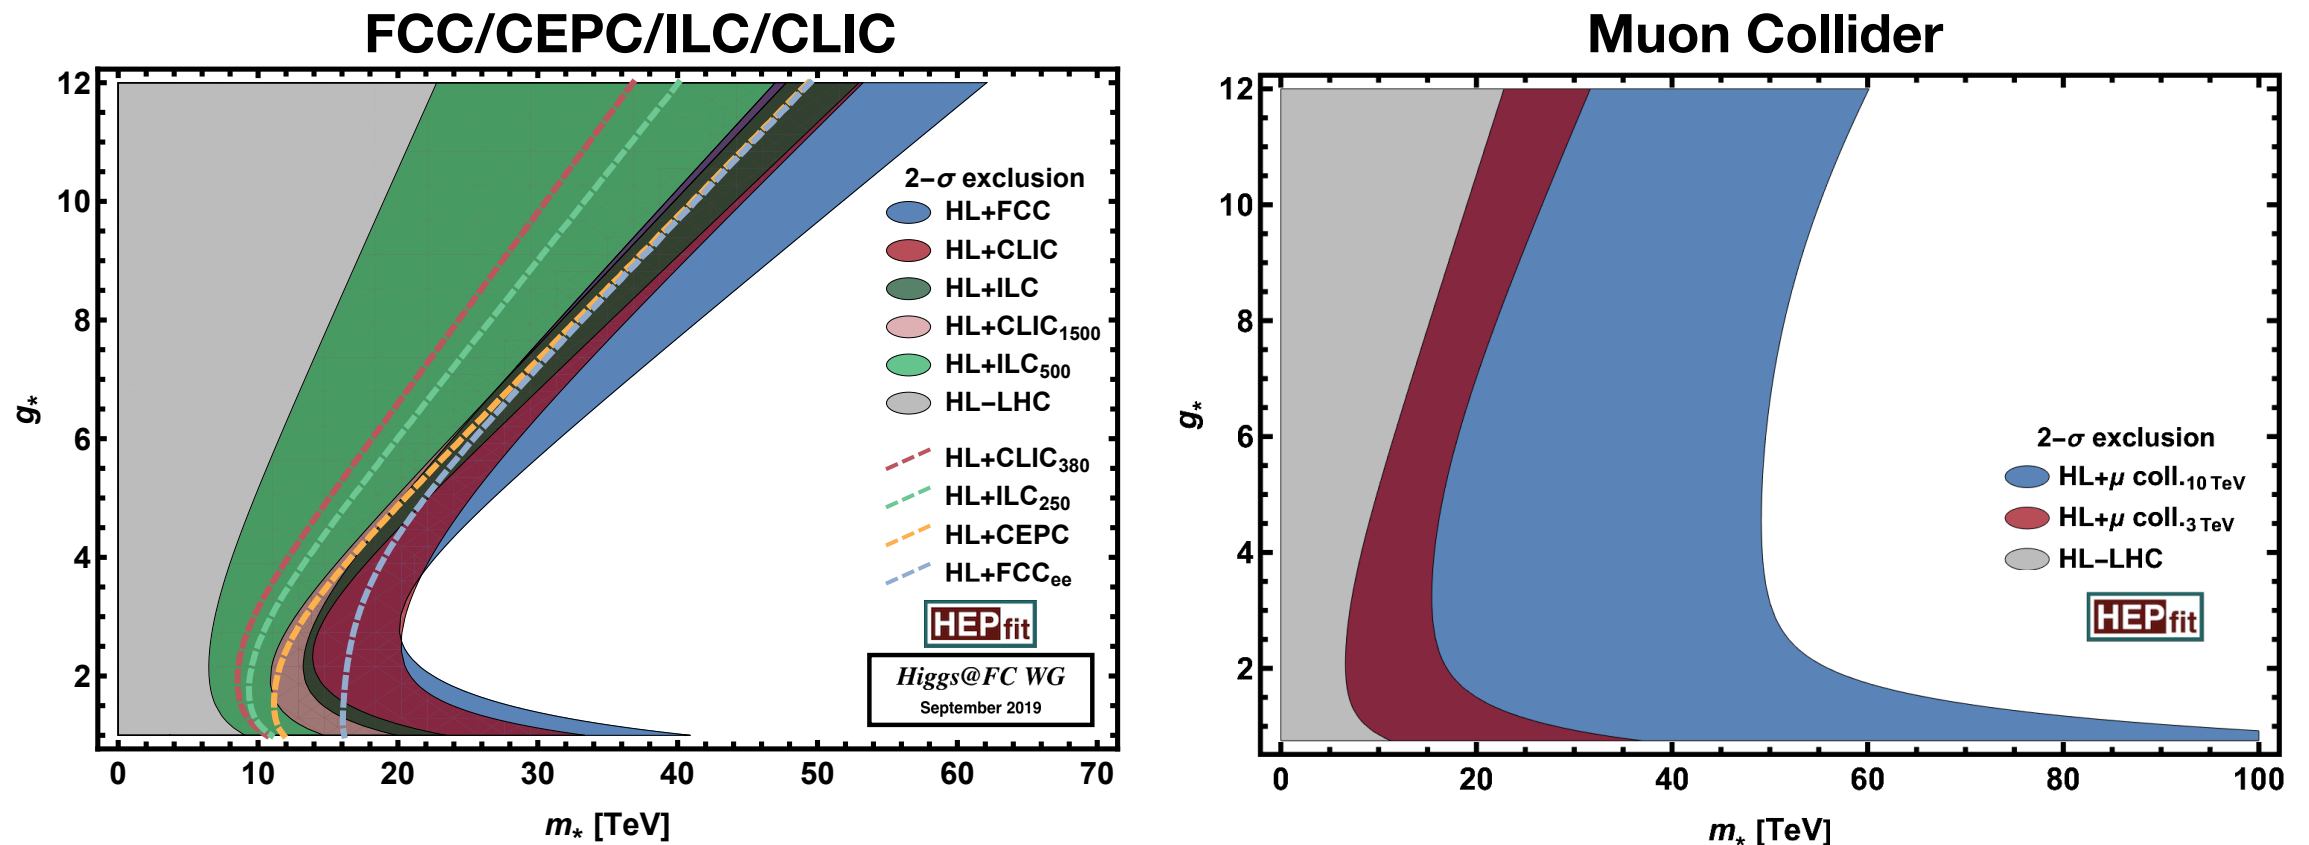 FCC/CEPC/ILC/CLIC
12
10
8
6
4
2
g*
0 10 20 30 40 50 60 70
m* [TeV]
2-σ exclusion
HL+FCC
HL+CLIC
HL+ILC
HL+CLIC1500
HL+ILC500
HL-LHC
HL+CLIC380
HL+ILC250
HL+CEPC
HL+FCCee
HEPfit
Higgs@FC WG
September 2019
Muon Collider
12
10
8
6
4
2
g*
0 20 40 60 80 100
m* [TeV]
2-σ exclusion
HL+μ coll.10 TeV
HL+μ coll.3 TeV
HL-LHC
HEPfit